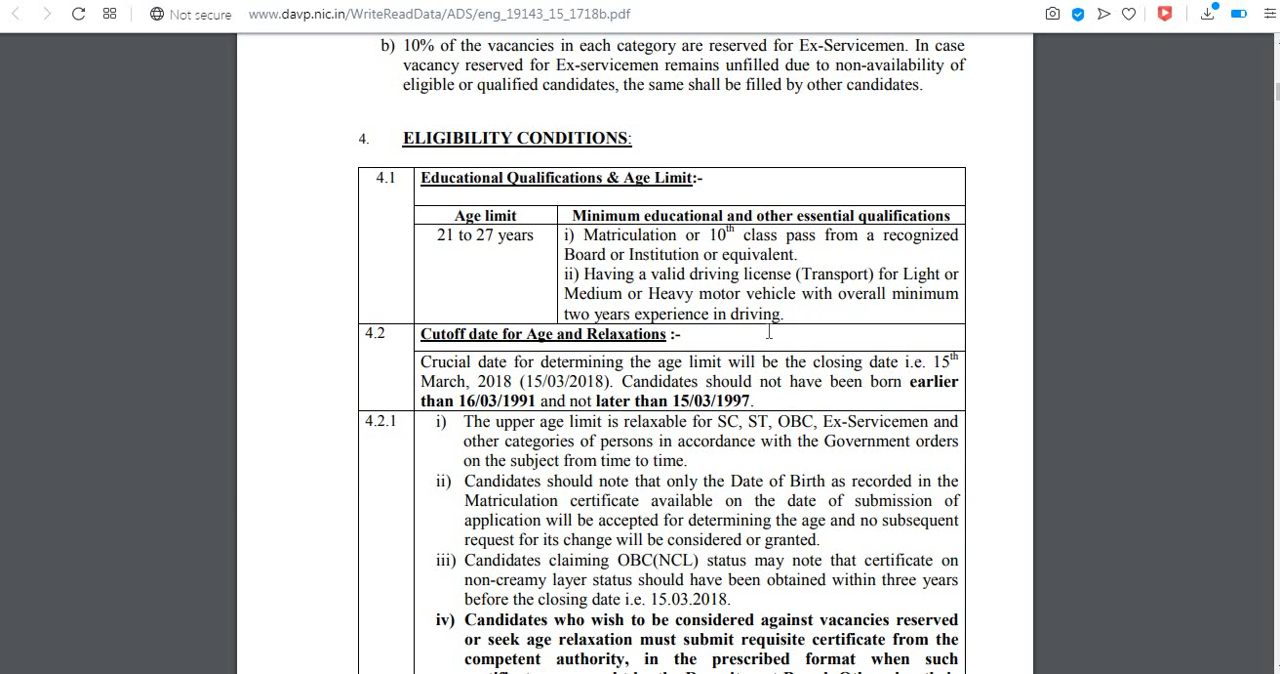 Not secure www.davp.nic.in/WriteReadData/ADS/eng_19143_15_1718b.pdf
b) 10% of the vacancies in each category are reserved for Ex-Servicemen. In case
vacancy reserved for Ex-servicemen remains unfilled due to non-availability of
eligible or qualified candidates, the same shall be filled by other candidates.
4. ELIGIBILITY CONDITIONS:
4.1 Educational Qualifications & Age Limit:-
Age limit Minimum educational and other essential qualifications
21 to 27 years i) Matriculation or 10th class pass from a recognized
Board or Institution or equivalent.
ii) Having a valid driving license (Transport) for Light or
Medium or Heavy motor vehicle with overall minimum
two years experience in driving.
4.2 Cutoff date for Age and Relaxations :-
Crucial date for determining the age limit will be the closing date i.e. 15th
March, 2018 (15/03/2018). Candidates should not have been born earlier
than 16/03/1991 and not later than 15/03/1997.
4.2.1 i) The upper age limit is relaxable for SC, ST, OBC, Ex-Servicemen and
other categories of persons in accordance with the Government orders
on the subject from time to time.
ii) Candidates should note that only the Date of Birth as recorded in the
Matriculation certificate available on the date of submission of
application will be accepted for determining the age and no subsequent
request for its change will be considered or granted.
iii) Candidates claiming OBC(NCL) status may note that certificate on
non-creamy layer status should have been obtained within three years
before the closing date i.e. 15.03.2018.
iv) Candidates who wish to be considered against vacancies reserved
or seek age relaxation must submit requisite certificate from the
competent authority, in the prescribed format when such